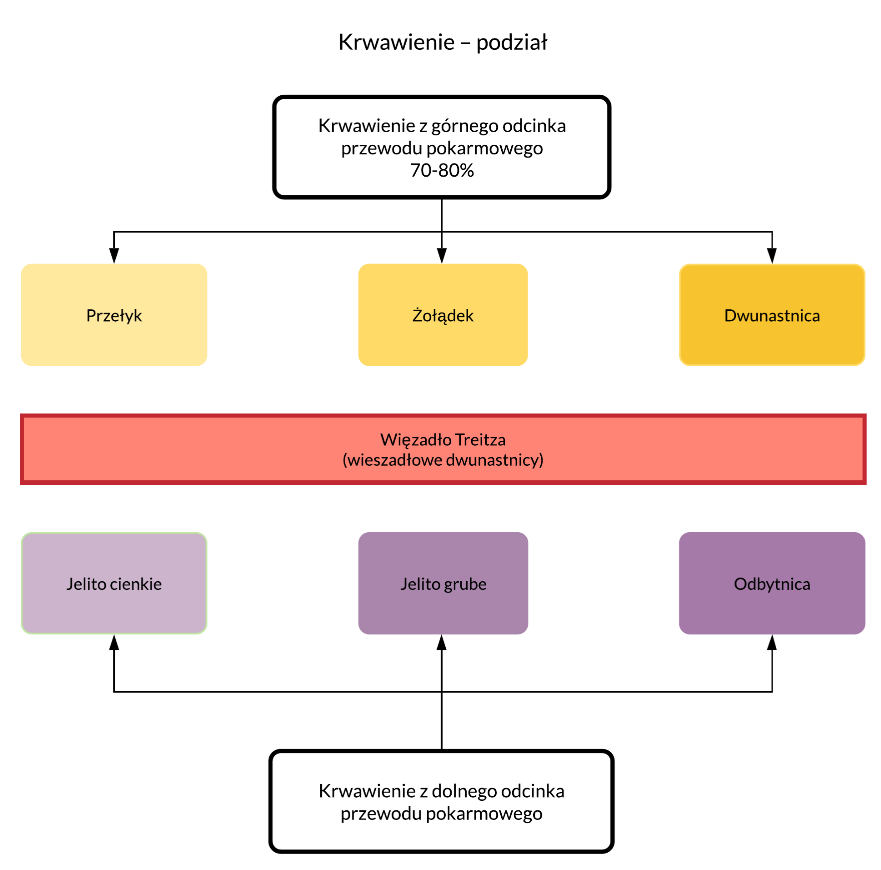 Krwawienie – podział
Krwawienie z górnego odcinka
przewodu pokarmowego
70-80%
Przełyk
Żołądek
Dwunastnica
Więzadło Treitza
(wieszadłowe dwunastnicy)
Jelito cienkie
Jelito grube
Odbytnica
Krwawienie z dolnego odcinka
przewodu pokarmowego